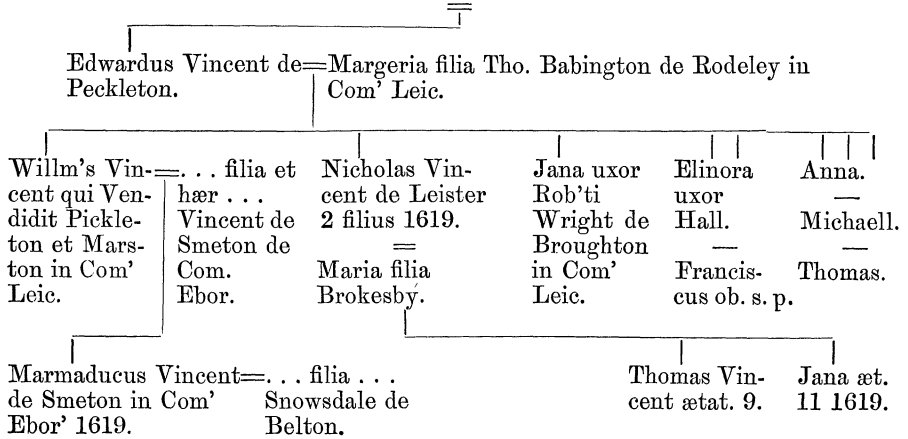 Edwardus Vincent de=Margeria filia Tho. Babington de Rodeley in
Peckleton.
Com' Leic.
Willm's Vin-
cent qui Ven-
didit Pickle-
ton et Mars-
ton in Com'
Leic.
=. . . filia et
hær . . .
Vincent de
Smeton de
Com.
Ebor.
Nicholas Vin-
cent de Leister
2 filius 1619.
=
Maria filia
Brokesby.
Jana uxor
Rob'ti
Wright de
Broughton
in Com'
Leic.
Elinora
uxor
Hall.
—
Francis-
cus ob. s. p.
Anna.
—
Michaell.
—
Thomas.
Marmaducus Vincent=. . . filia . . .
de Smeton in Com'
Ebor' 1619.
Snowsdale de
Belton.
Thomas Vin-
cent ætat. 9.
Jana æt.
11 1619.